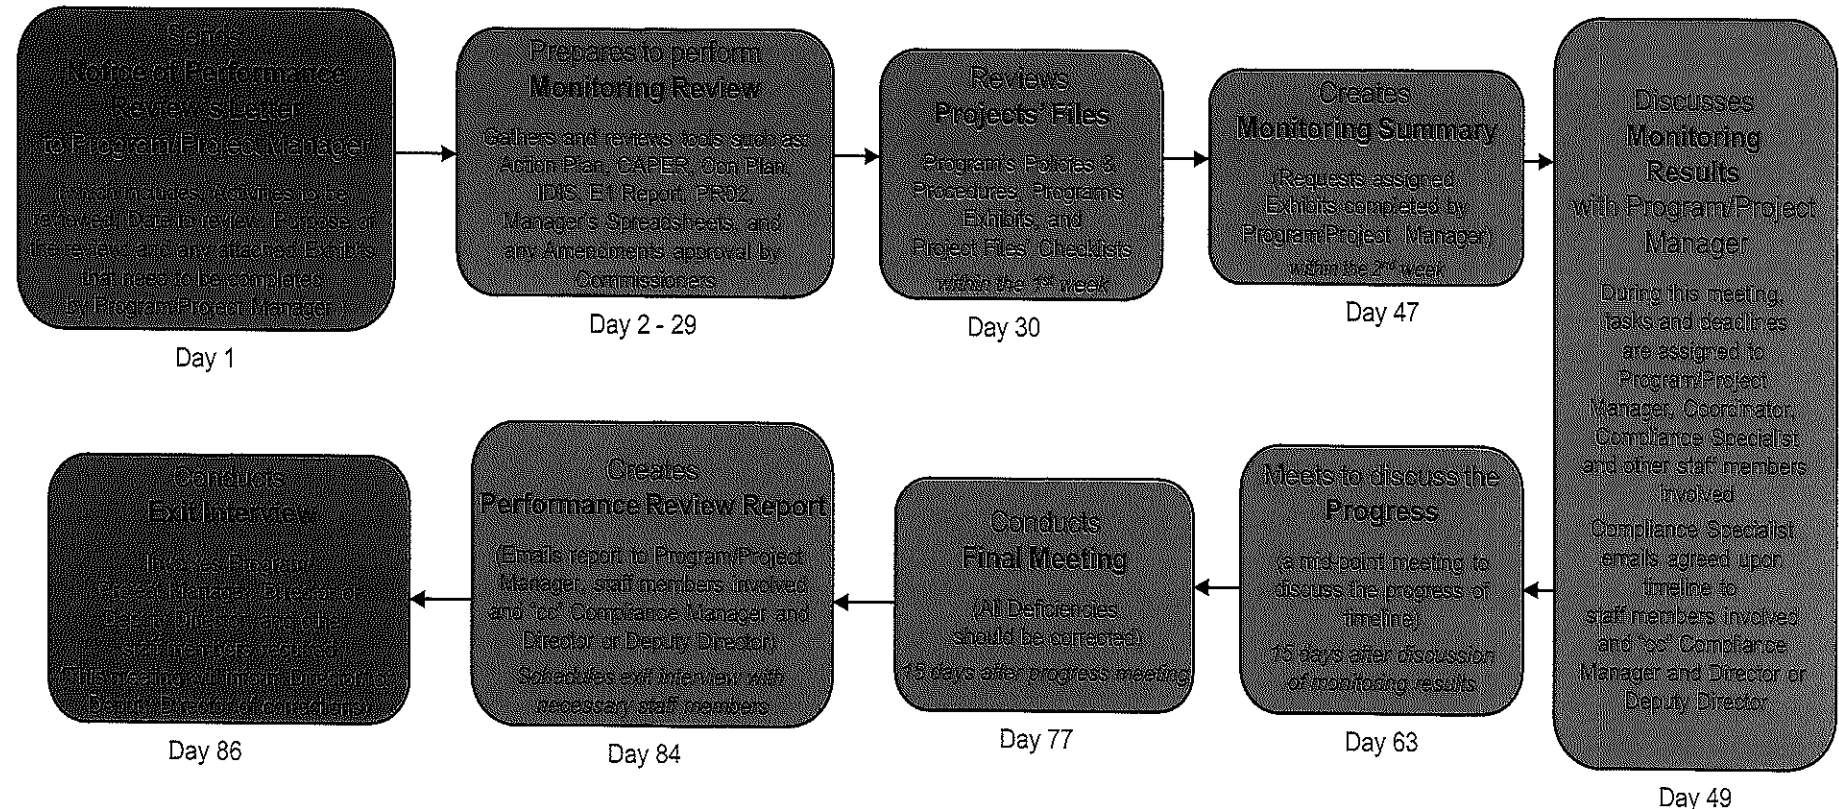 Sends
Notice of Performance
Review's Letter
to Program/Project Manager
includes, Activities to be
reviewed, Date to review, Purpose of
the review and any attached Exhibits
that need to be completed
by Program/Project Manager)
Day 1
Prepares to perform
Monitoring Review
Gathers and reviews tools such as:
Action Plan, CAPER, Con Plan,
IDIS, E1 Report, PR02,
Manager's Spreadsheets, and
any Amendments approval by
Commissioners
Day 2 - 29
Reviews
Projects' Files
Program's Policies &
Procedures, Programs
Exhibits, and
Project Files' Checklists
within the 1st week
Day 30
Creates
Monitoring Summary
(Requests assigned
Exhibits completed by
Program/Project Manager)
within the 2nd week
Day 47
Discusses
Monitoring
Results
with Program/Project
Manager
During this meeting,
tasks and deadlines
are assigned to
Program/Project
Manager, Coordinator,
Compliance Specialist
and other staff members
involved
Compliance Specialist
emails agreed upon
timeline to
staff members involved
and "cc" Compliance
Manager and Director or
Deputy Director
Day 49
Meets to discuss the
Progress
(a mid-point meeting to
discuss the progress of
timeline)
15 days after discussion
of monitoring results
Day 63
Conducts
Final Meeting
(All Deficiencies
should be corrected)
15 days after progress meeting
Day 77
Creates
Performance Review Report
(Emails report to Program/Project
Manager, staff members involved
and "cc" Compliance Manager and
Director or Deputy Director)
Schedules exit interview with
necessary staff members
Day 84
Conducts
Exit Interview
Program/
Project Manager, Director or
Deputy Director and other
staff members
meeting will inform Director or
Deputy Director of
Day 86